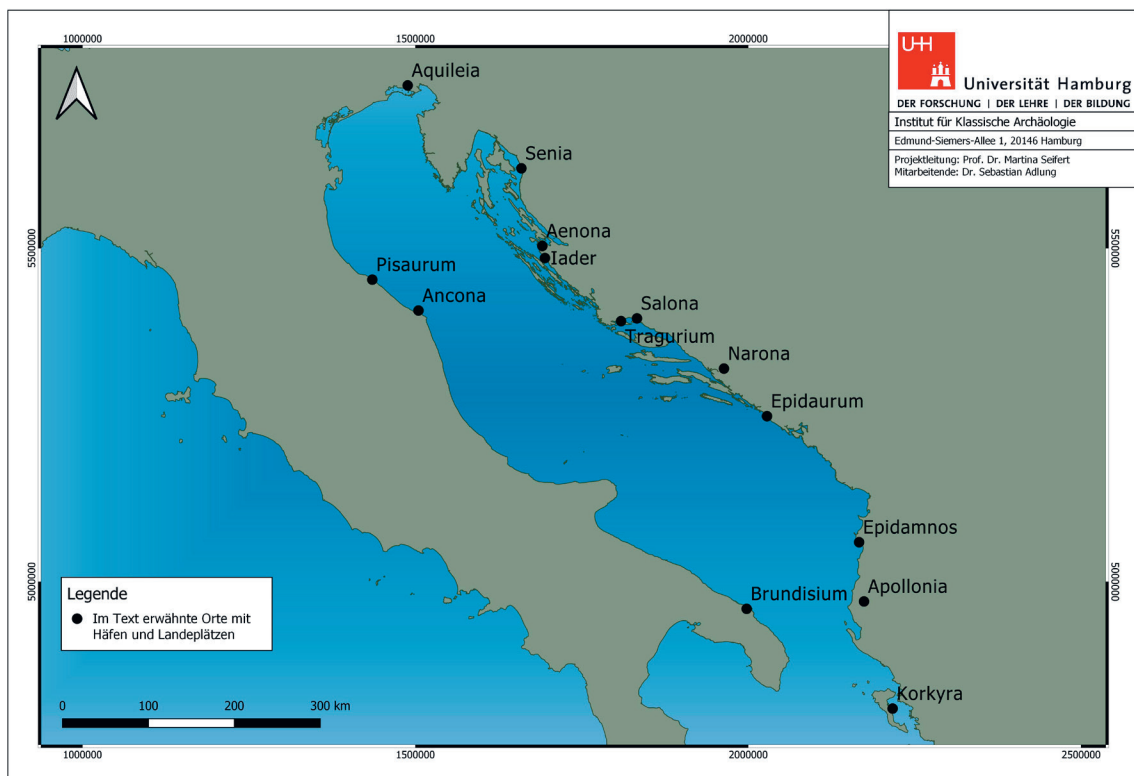 1000000
1500000
2000000
UHH
Universität Hamburg
DER FORSCHUNG | DER LEHRE | DER BILDUNG
Institut für Klassische Archäologie
Edmund-Siemers-Allee 1, 20146 Hamburg
Projektleitung: Prof. Dr. Martina Seifert
Mitarbeitende: Dr. Sebastian Adlung
Aquileia
Senia
Aenona
Iader
5500000
5500000
Pisaurum
Ancona
Salona
Tragurium
Narona
Epidaurum
Epidamnos
5000000
5000000
Apollonia
Brundisium
Korkyra
Legende
Im Text erwähnte Orte mit
Häfen und Landeplätzen
0 100 200 300 km
1000000
1500000
2000000
2500000